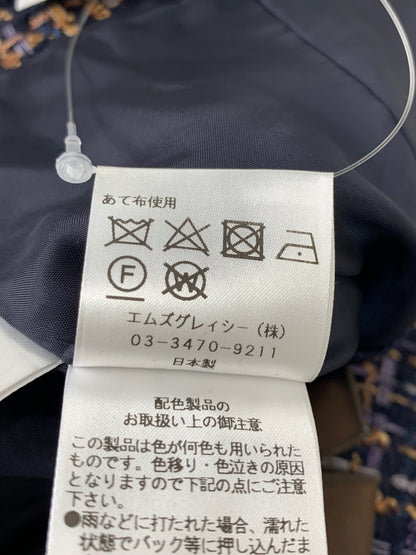 あて布使用
F W
エムズグレィシー（株）
03-3470-9211
日本製
配色製品の
お取扱い上の御注意
この製品は色が何色も用いられた
ものです。色移り・色泣きの原因
となりますので下記の点にご注意
下さい。
●雨などに打たれた場合、濡れた
状態でバック等に押し込んだま